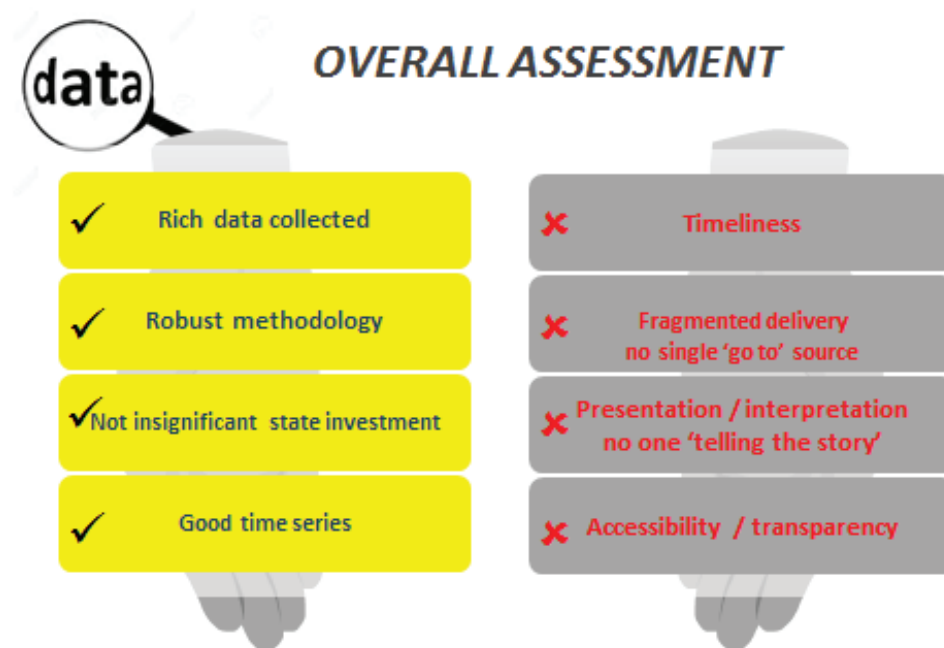 data
OVERALL ASSESSMENT
Rich data collected
Robust methodology
Not insignificant state investment
Good time series
Timeliness
Fragmented delivery
no single ‘go to’ source
Presentation / interpretation
no one ‘telling the story’
Accessibility / transparency